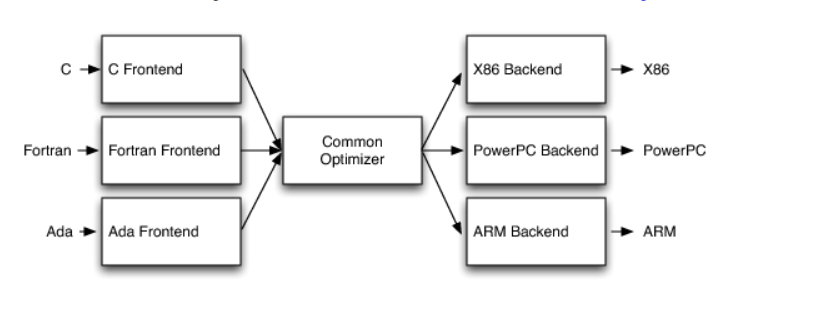 C
C Frontend
X86 Backend
X86
Fortran
Fortran Frontend
Common
Optimizer
PowerPC Backend
PowerPC
Ada
Ada Frontend
ARM Backend
ARM